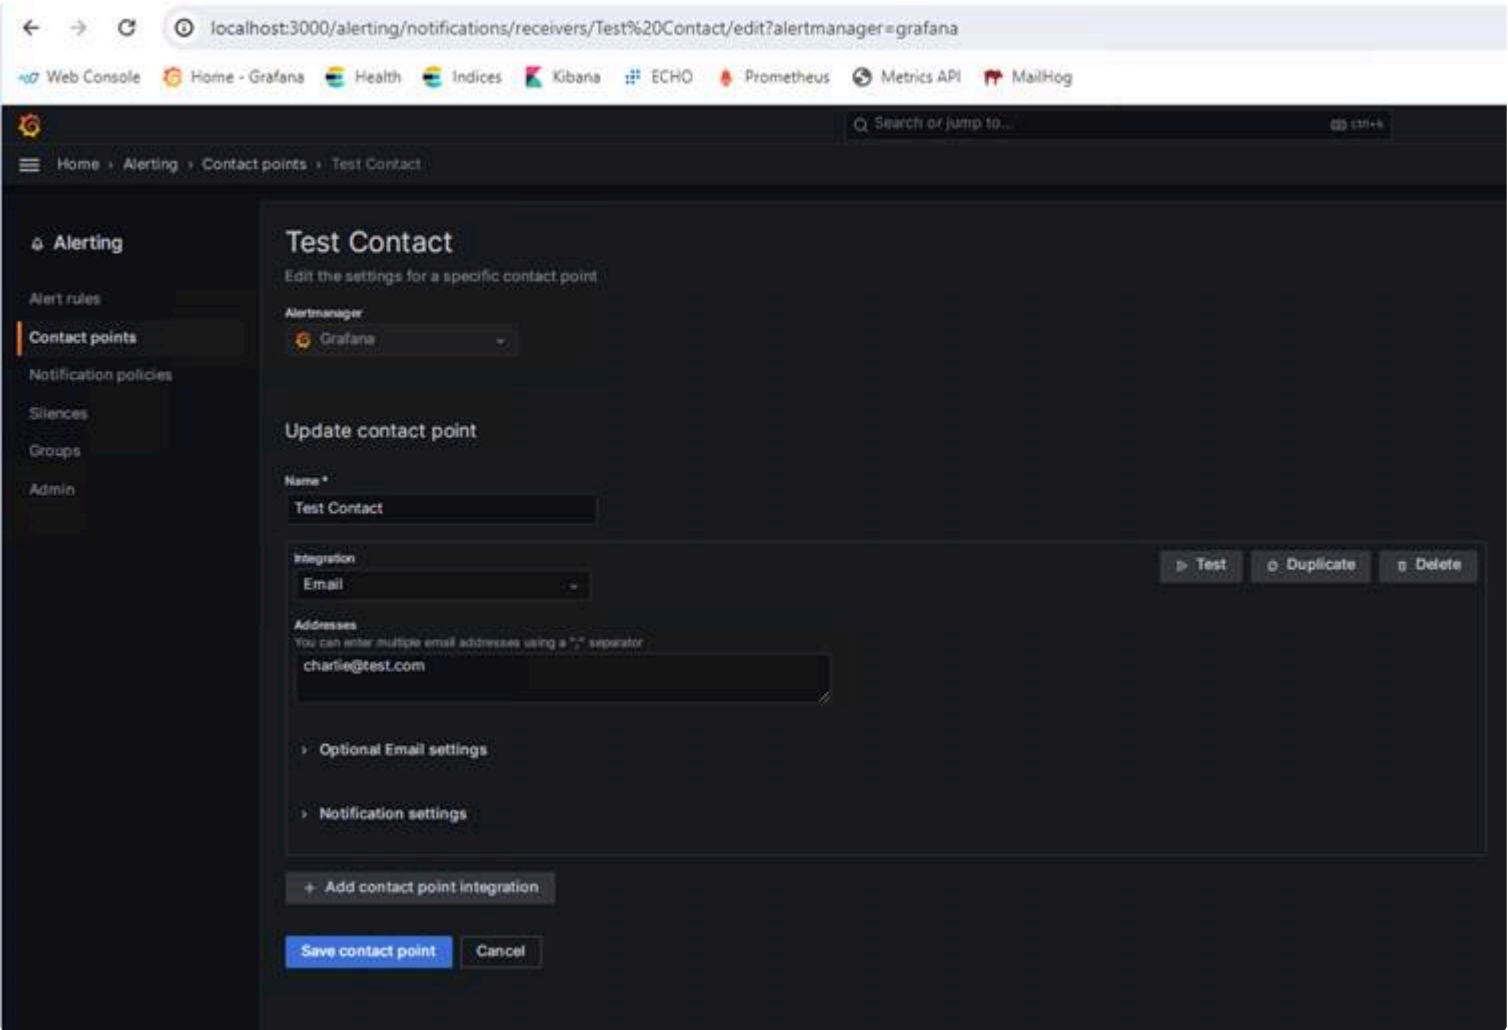 localhost:3000/alerting/notifications/receivers/Test%20Contact/edit?alertmanager=grafana
Web Console Home - Grafana Health Indices Kibana ECHO Prometheus Metrics API MailHog
Search or jump to... ctrl+k
Home › Alerting › Contact points › Test Contact
Alerting
Alert rules
Contact points
Notification policies
Silences
Groups
Admin
Test Contact
Edit the settings for a specific contact point
Alertmanager
Grafana
Update contact point
Name *
Test Contact
Integration
Email
Test Duplicate Delete
Addresses
You can enter multiple email addresses using a ";" separator
charlie@test.com
Optional Email settings
Notification settings
+ Add contact point integration
Save contact point Cancel